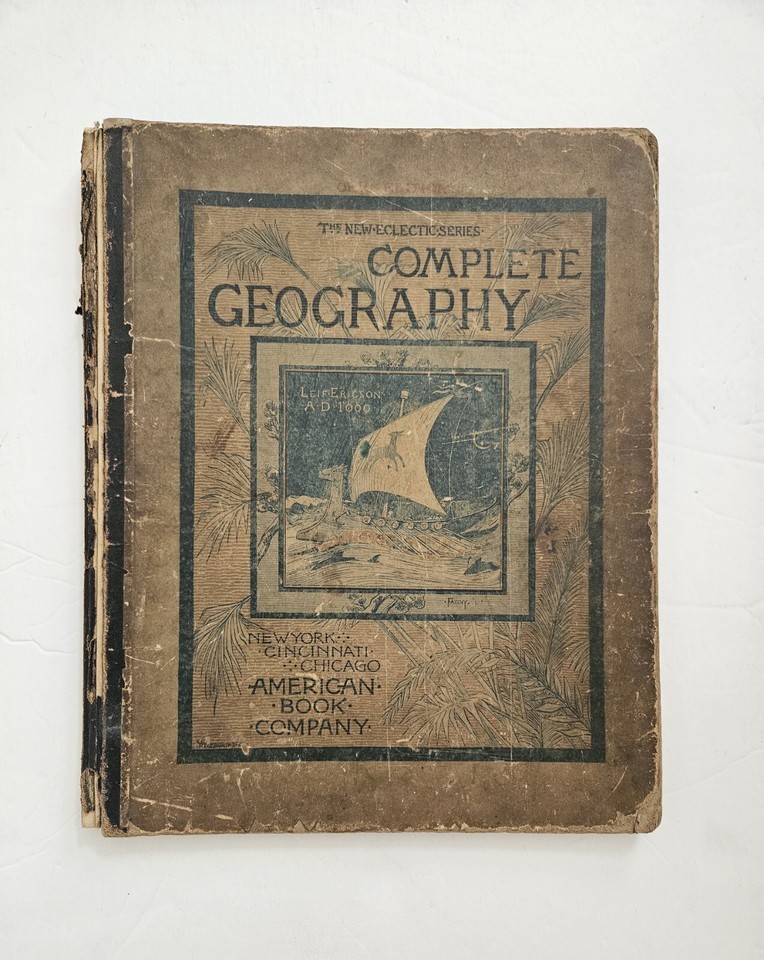 THE NEW·ECLECTIC·SERIES·
COMPLETE
GEOGRAPHY
LEIF·ERICSON·
A·D·1000
NEW YORK·
·CINCINNATI·
·CHICAGO
·AMERICAN·
·BOOK·
·COMPANY·